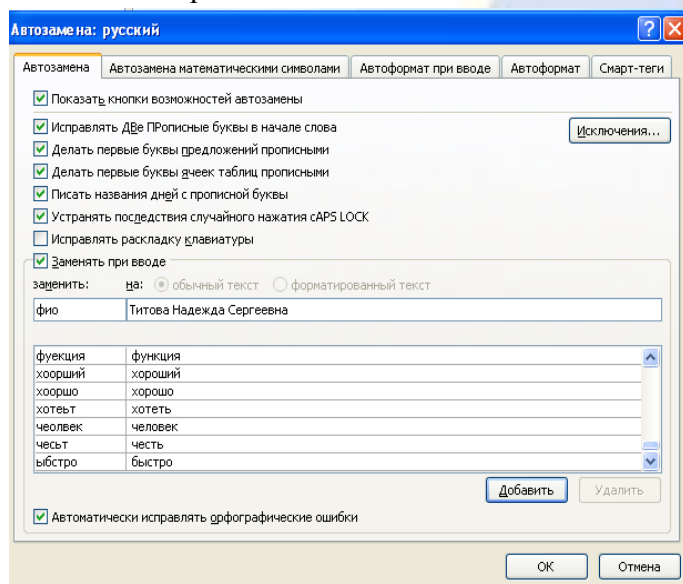 Автозамена: русский
Автозамена Автозамена математическими символами Автоформат при вводе Автоформат Смарт-теги
Показать кнопки возможностей автозамены
Исправлять ДВе ПРописные буквы в начале слова
Исключения...
Делать первые буквы предложений прописными
Делать первые буквы ячеек таблиц прописными
Писать названия дней с прописной буквы
Устранять последствия случайного нажатия cAPS LOCK
Исправлять раскладку клавиатуры
Заменять при вводе
заменить: на: обычный текст форматированный текст
фио Титова Надежда Сергеевна
фуекция функция
хоорший хороший
хооршо хорошо
хотеьт хотеть
чеолвек человек
чесьт честь
ыбстро быстро
Добавить Удалить
Автоматически исправлять орфографические ошибки
ОК Отмена